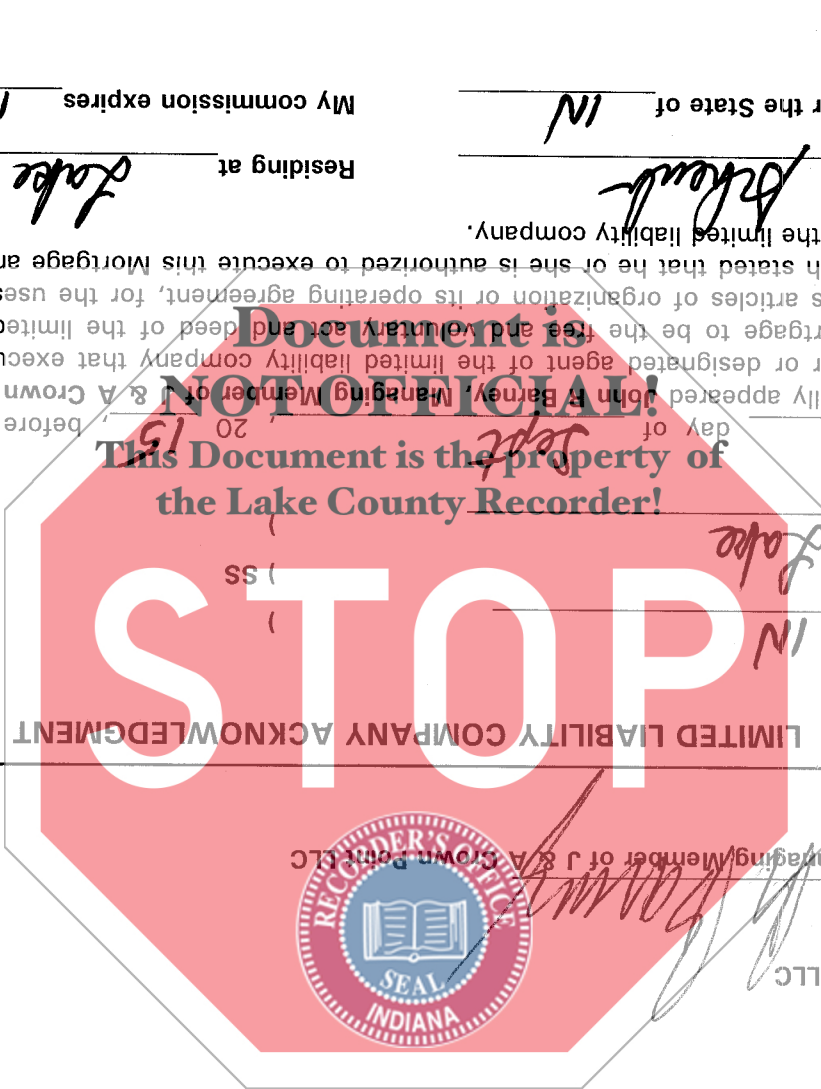 LLC
naging Member of J & A Crown Point LLC
LIMITED LIABILITY COMPANY ACKNOWLEDGMENT
IN )
) SS
Lake )
day of Sept , 20 15 , before
lly appeared John R Barney, Managing Member of J & A Crown
r or designated agent of the limited liability company that execu
rtgage to be the free and voluntary act and deed of the limited
s articles of organization or its operating agreement, for the uses
h stated that he or she is authorized to execute this Mortgage an
the limited liability company.
Residing at Lake
r the State of IN My commission expires
Document is
NOT OFFICIAL!
This Document is the property of
the Lake County Recorder!
STOP
RECORDER'S OFFICE
SEAL
INDIANA